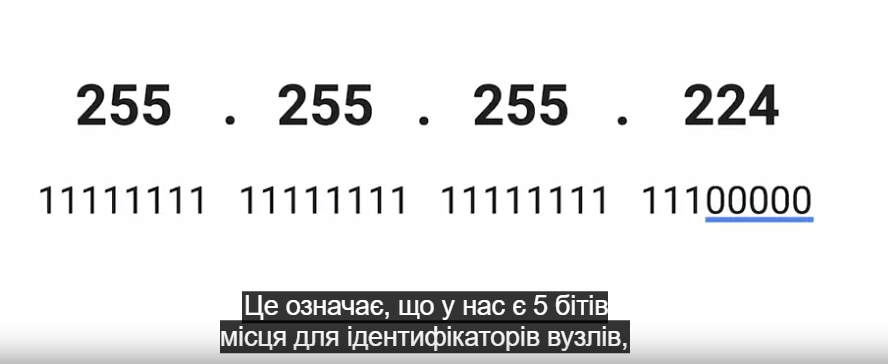 255 . 255 . 255 . 224
11111111 11111111 11111111 11100000
Це означає, що у нас є 5 бітів
місця для ідентифікаторів вузлів,